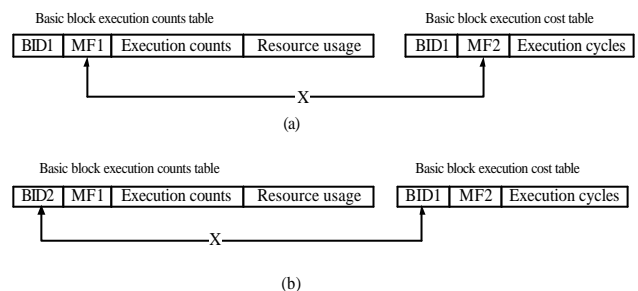 Basic block execution counts table Basic block execution cost table
BID1 MF1 Execution counts Resource usage BID1 MF2 Execution cycles
X
(a)
Basic block execution counts table Basic block execution cost table
BID2 MF1 Execution counts Resource usage BID1 MF2 Execution cycles
X
(b)